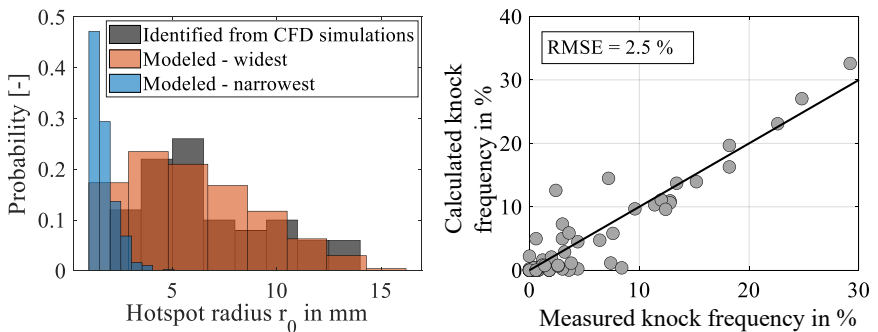 0.5
0.4
0.3
0.2
0.1
0
Probability [-]
Identified from CFD simulations
Modeled - widest
Modeled - narrowest
5
10
15
Hotspot radius r0 in mm
40
30
20
10
0
Calculated knock
frequency in %
RMSE = 2.5 %
0
10
20
30
Measured knock frequency in %